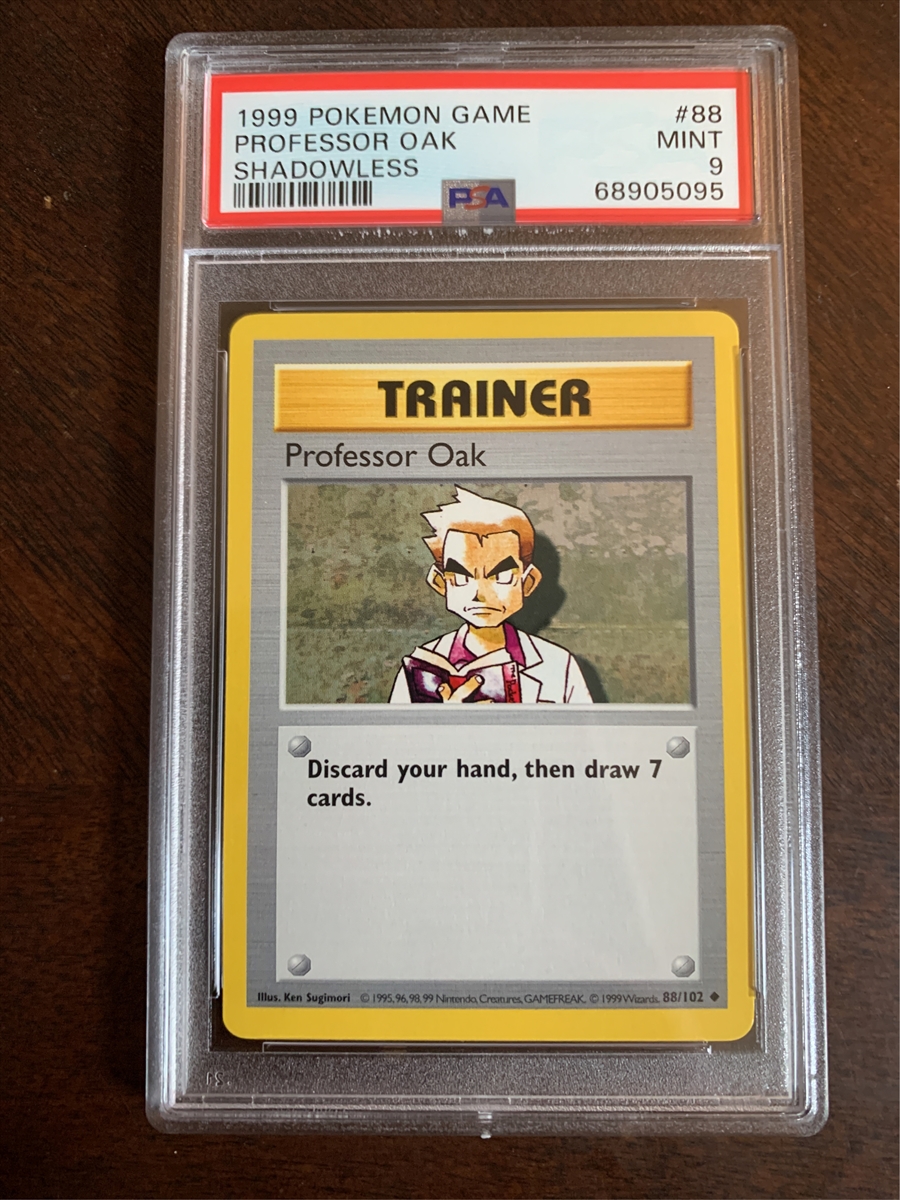 1999 POKEMON GAME #88
PROFESSOR OAK MINT
SHADOWLESS 9
PSA 68905095
TRAINER
Professor Oak
Discard your hand, then draw 7
cards.
Illus. Ken Sugimori © 1995, 96, 98, 99 Nintendo, Creatures, GAMEFREAK. © 1999 Wizards. 88/102